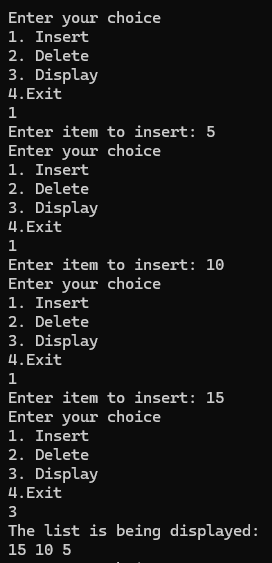 Enter your choice
1. Insert
2. Delete
3. Display
4.Exit
1
Enter item to insert: 5
Enter your choice
1. Insert
2. Delete
3. Display
4.Exit
1
Enter item to insert: 10
Enter your choice
1. Insert
2. Delete
3. Display
4.Exit
1
Enter item to insert: 15
Enter your choice
1. Insert
2. Delete
3. Display
4.Exit
3
The list is being displayed:
15 10 5